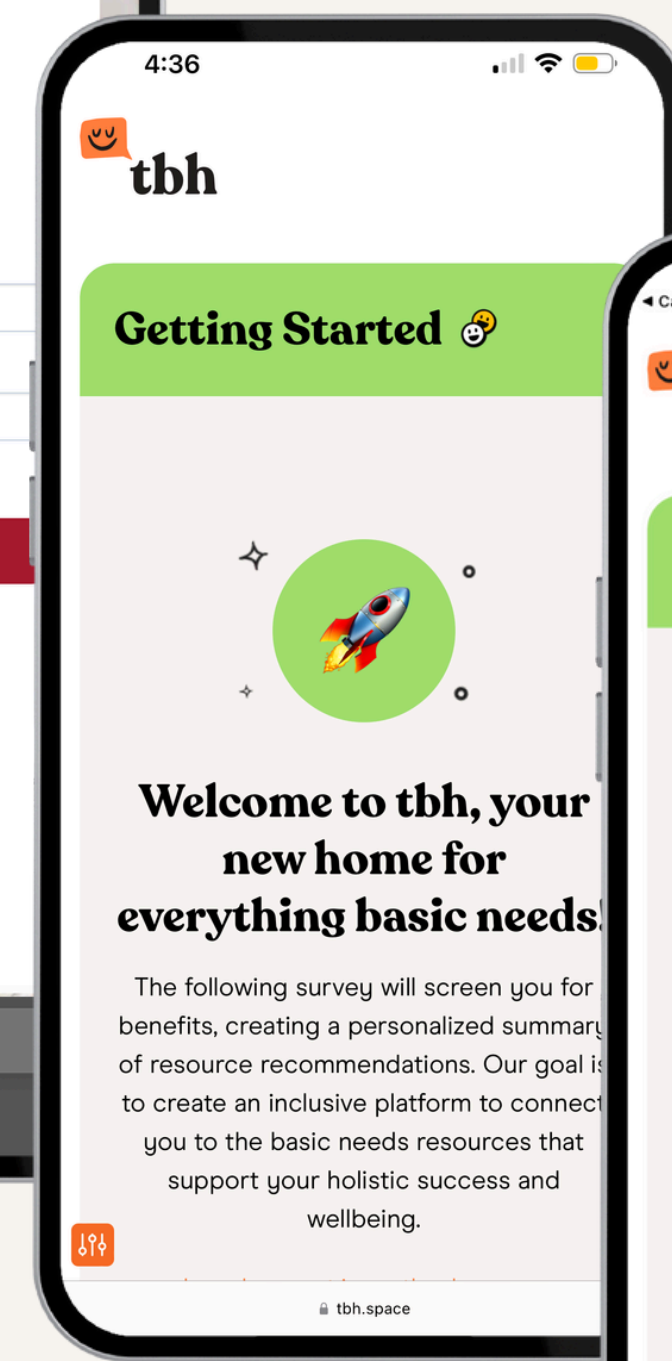 4:36
tbh
Getting Started
Welcome to tbh, your
new home for
everything basic needs!
The following survey will screen you for
benefits, creating a personalized summary
of resource recommendations. Our goal is
to create an inclusive platform to connect
you to the basic needs resources that
support your holistic success and
wellbeing.
tbh.space